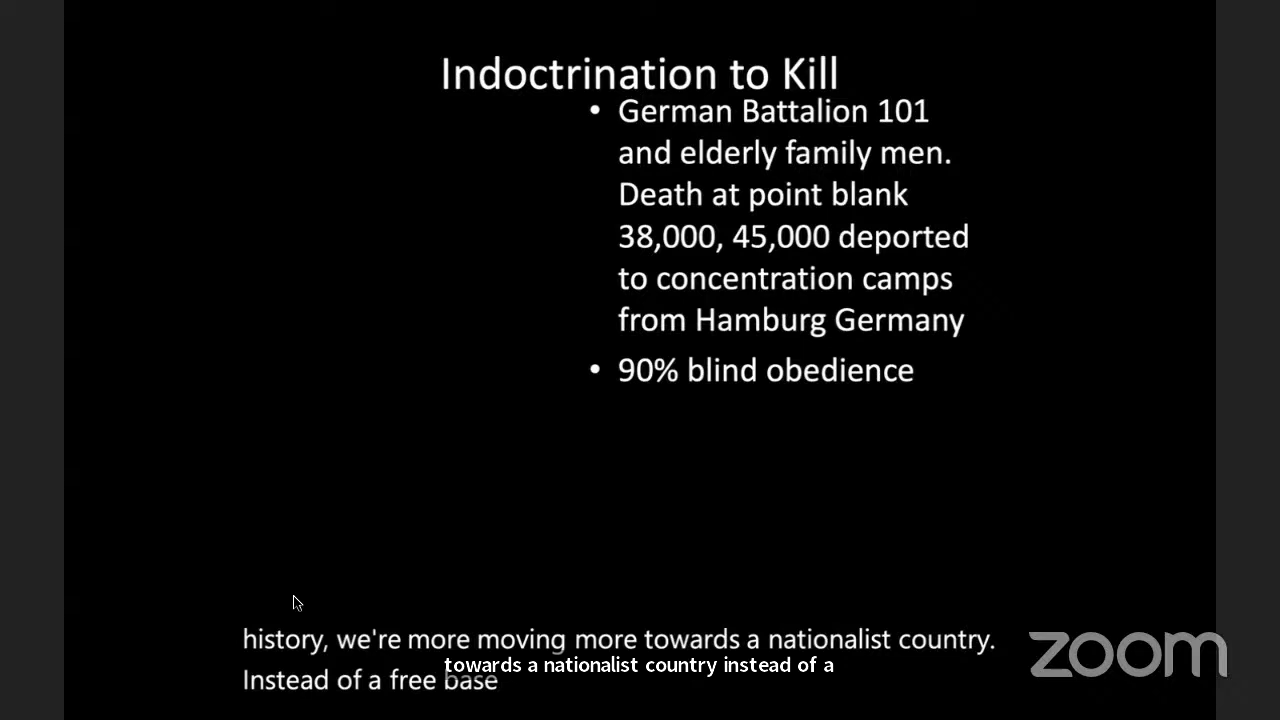 Indoctrination to Kill
• German Battalion 101
and elderly family men.
Death at point blank
38,000, 45,000 deported
to concentration camps
from Hamburg Germany
• 90% blind obedience
history, we're more moving more towards a nationalist country.
towards a nationalist country instead of a
Instead of a free base
zoom